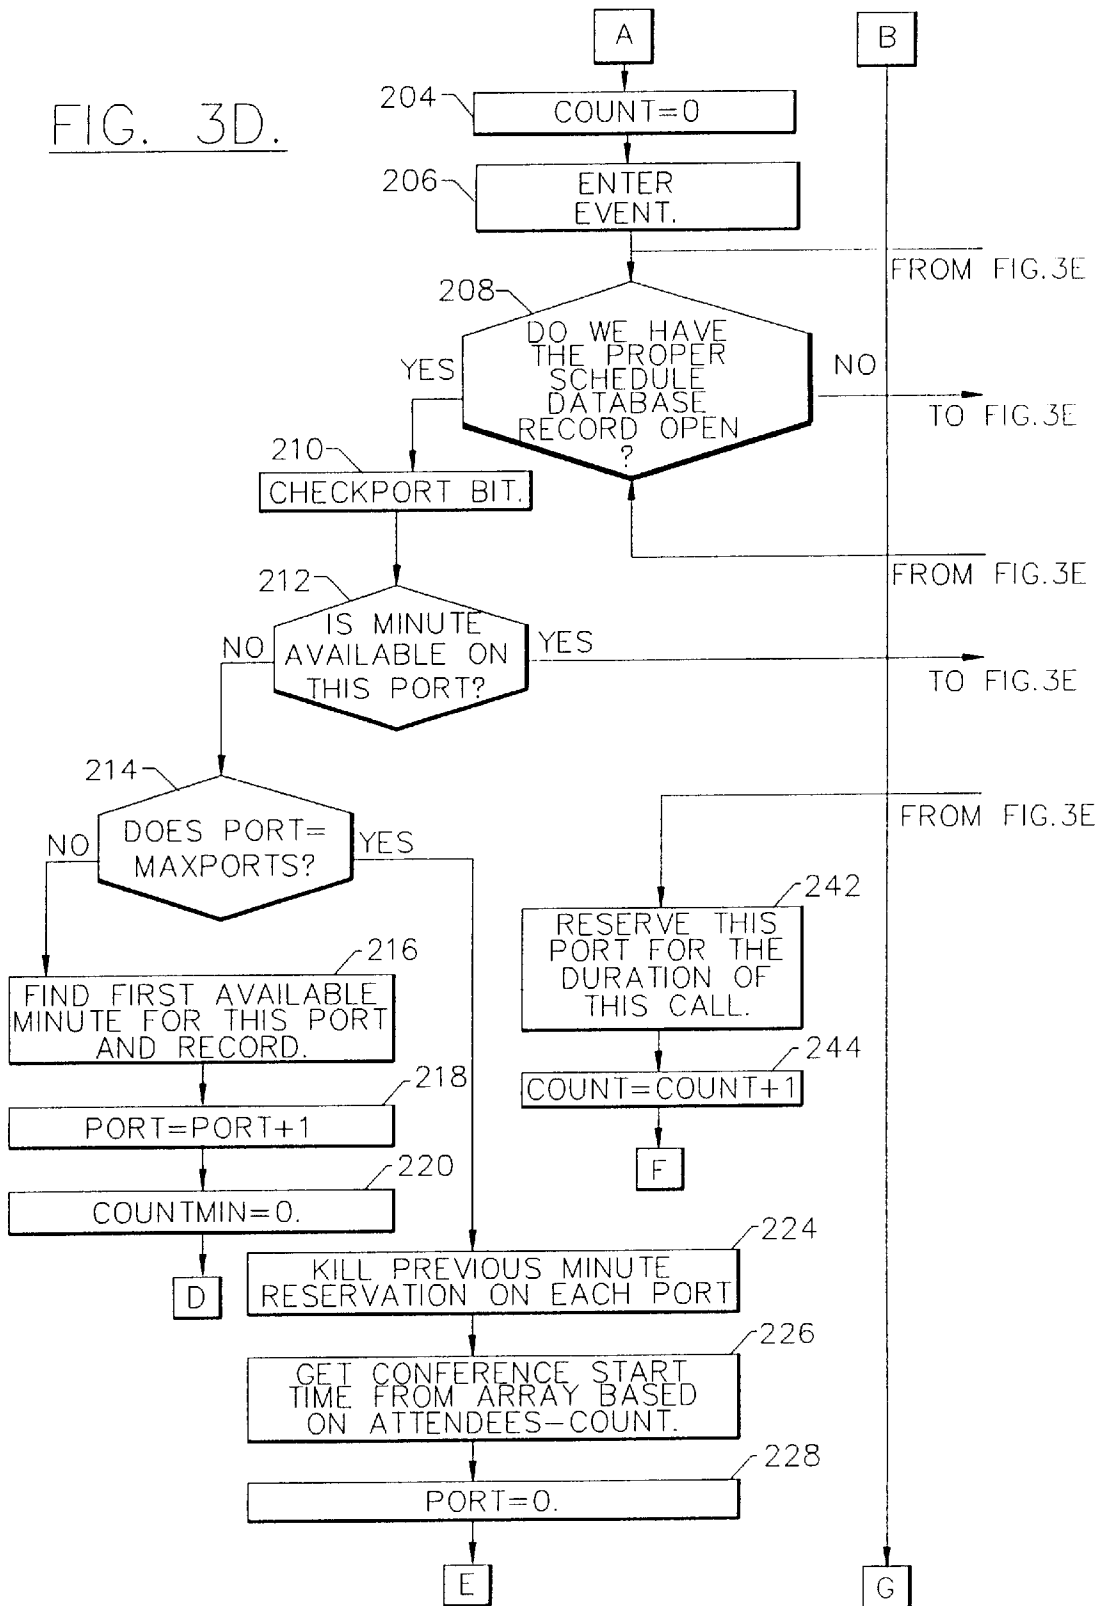 A
B
FIG. 3D.
204
COUNT=0
206
ENTER
EVENT.
FROM FIG.3E
208
DO WE HAVE
THE PROPER
SCHEDULE
DATABASE
RECORD OPEN
?
YES
NO
TO FIG.3E
210
CHECKPORT BIT.
FROM FIG.3E
212
IS MINUTE
AVAILABLE ON
THIS PORT?
NO
YES
TO FIG.3E
214
DOES PORT=
MAXPORTS?
NO
YES
FROM FIG.3E
242
RESERVE THIS
PORT FOR THE
DURATION OF
THIS CALL.
216
FIND FIRST AVAILABLE
MINUTE FOR THIS PORT
AND RECORD.
244
COUNT=COUNT+1
218
PORT=PORT+1
F
220
COUNTMIN=0.
D
224
KILL PREVIOUS MINUTE
RESERVATION ON EACH PORT
226
GET CONFERENCE START
TIME FROM ARRAY BASED
ON ATTENDEES-COUNT.
228
PORT=0.
E
G